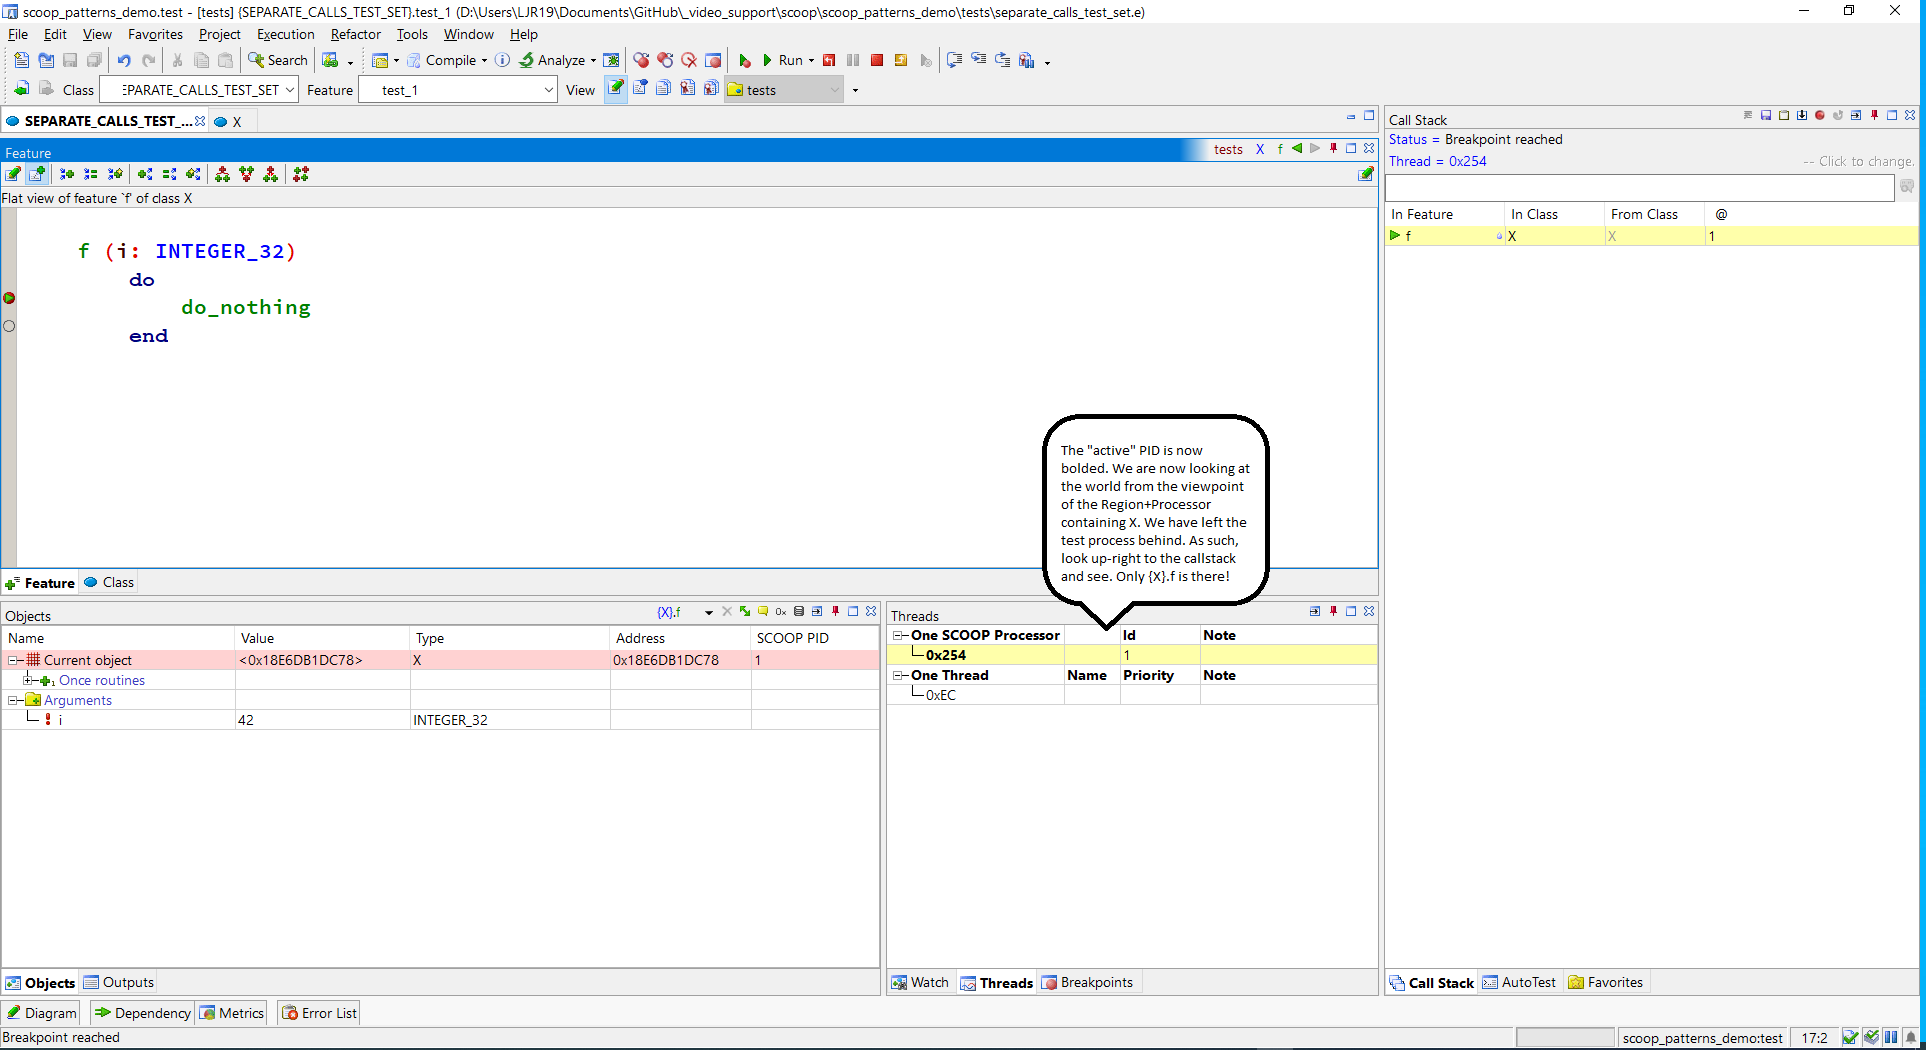 scoop_patterns_demo.test - [tests] {SEPARATE_CALLS_TEST_SET}.test_1 (D:\Users\LJR19\Documents\GitHub\_video_support\scoop\scoop_patterns_demo\tests\separate_calls_test_set.e)
File Edit View Favorites Project Execution Refactor Tools Window Help
Search Compile Analyze Run
Class EPARATE_CALLS_TEST_SET Feature test_1 View tests
SEPARATE_CALLS_TEST_... X
Feature tests X f
Flat view of feature `f' of class X
f (i: INTEGER_32)
do
do_nothing
end
The "active" PID is now
bolded. We are now looking at
the world from the viewpoint
of the Region+Processor
containing X. We have left the
test process behind. As such,
look up-right to the callstack
and see. Only {X}.f is there!
Feature Class
Call Stack
Status = Breakpoint reached
Thread = 0x254 -- Click to change.
In Feature In Class From Class @
f X X 1
Objects {X}.f
Name Value Type Address SCOOP PID
Current object <0x18E6DB1DC78> X 0x18E6DB1DC78 1
Once routines
Arguments
i 42 INTEGER_32
Threads
One SCOOP Processor Id Note
0x254 1
One Thread Name Priority Note
0xEC
Objects Outputs
Watch Threads Breakpoints
Call Stack AutoTest Favorites
Diagram Dependency Metrics Error List
Breakpoint reached scoop_patterns_demo:test 17:2